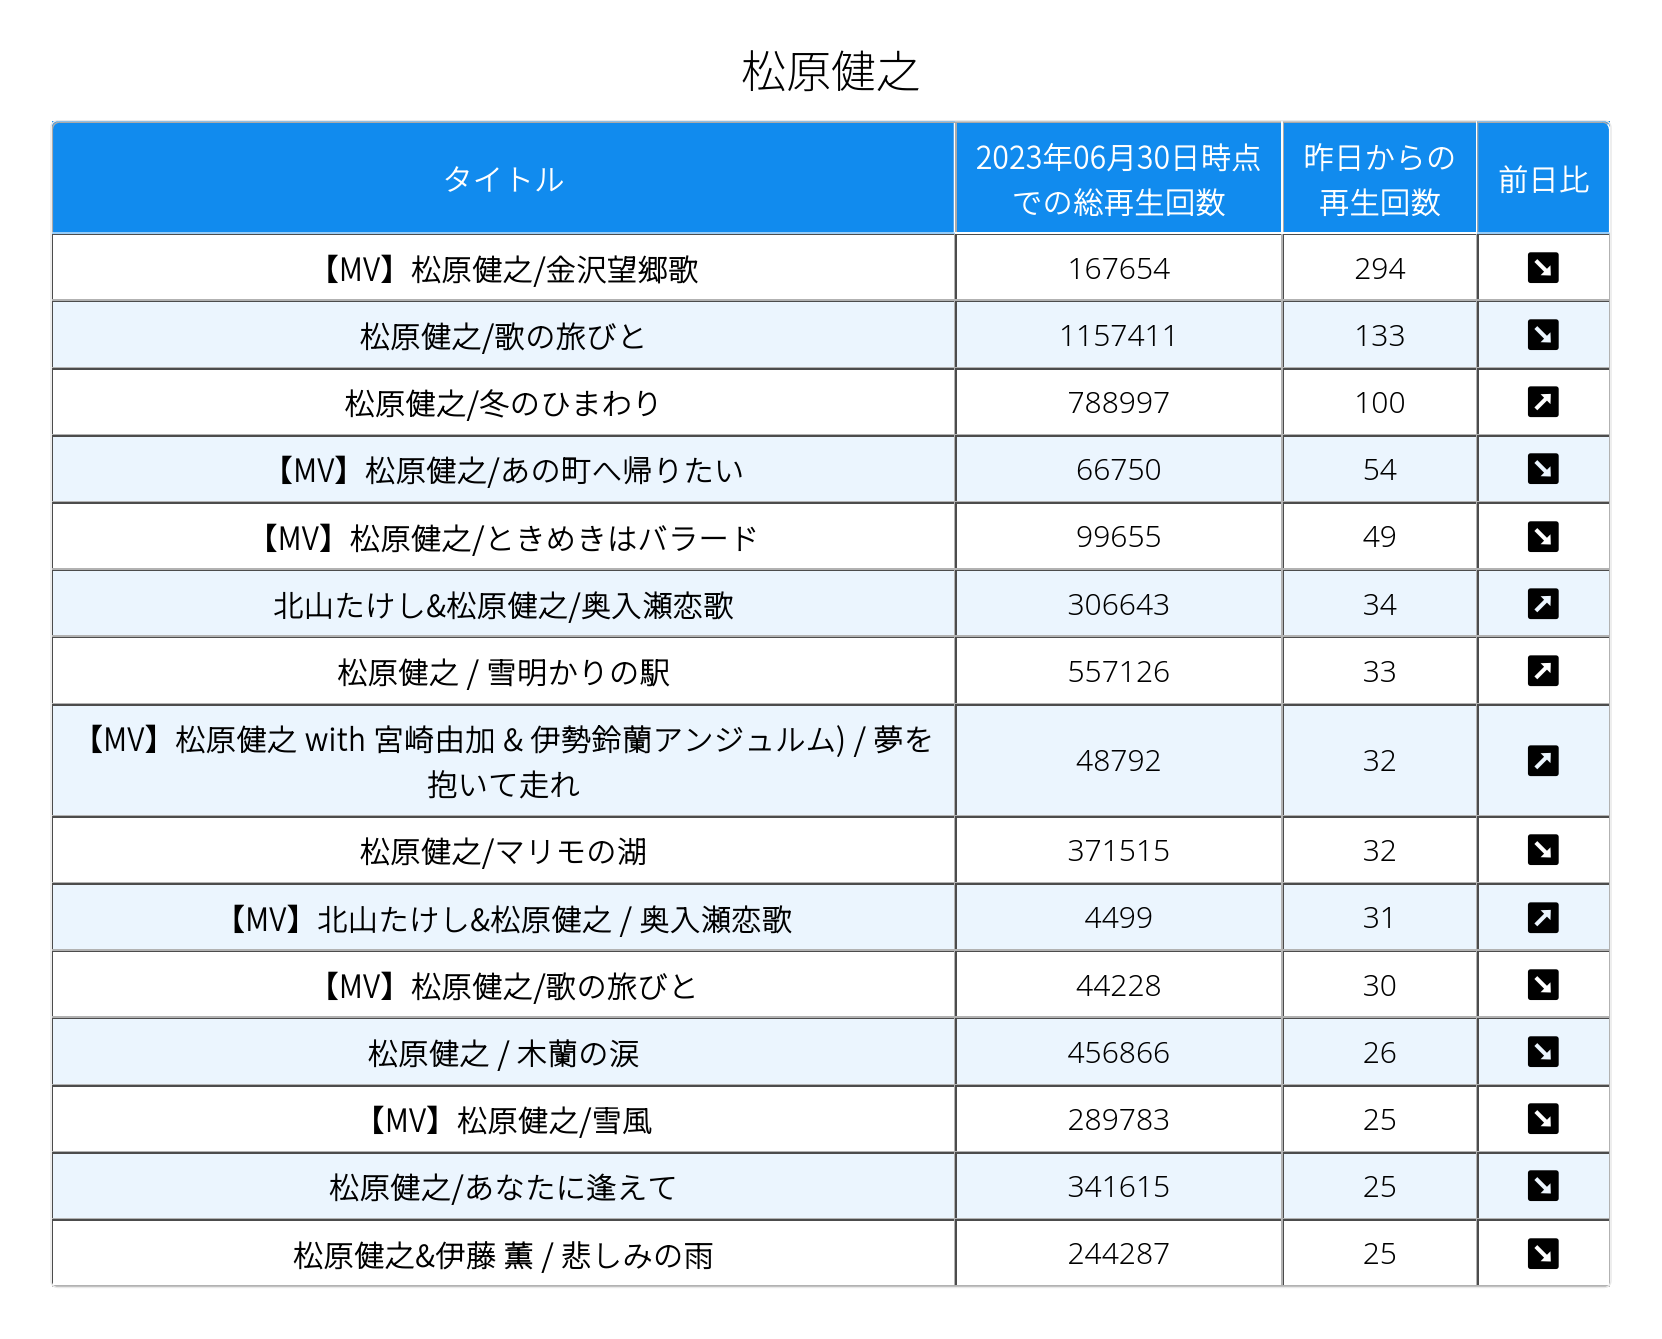 松原健之
タイトル
2023年06月30日時点
での総再生回数
昨日からの
再生回数
前日比
【MV】松原健之/金沢望郷歌 167654 294 ↘
松原健之/歌の旅びと 1157411 133 ↘
松原健之/冬のひまわり 788997 100 ↗
【MV】松原健之/あの町へ帰りたい 66750 54 ↘
【MV】松原健之/ときめきはバラード 99655 49 ↘
北山たけし&松原健之/奥入瀬恋歌 306643 34 ↗
松原健之 / 雪明かりの駅 557126 33 ↗
【MV】松原健之 with 宮崎由加 & 伊勢鈴蘭アンジュルム) / 夢を
抱いて走れ 48792 32 ↗
松原健之/マリモの湖 371515 32 ↘
【MV】北山たけし&松原健之 / 奥入瀬恋歌 4499 31 ↗
【MV】松原健之/歌の旅びと 44228 30 ↘
松原健之 / 木蘭の涙 456866 26 ↘
【MV】松原健之/雪風 289783 25 ↘
松原健之/あなたに逢えて 341615 25 ↘
松原健之&伊藤 薫 / 悲しみの雨 244287 25 ↘